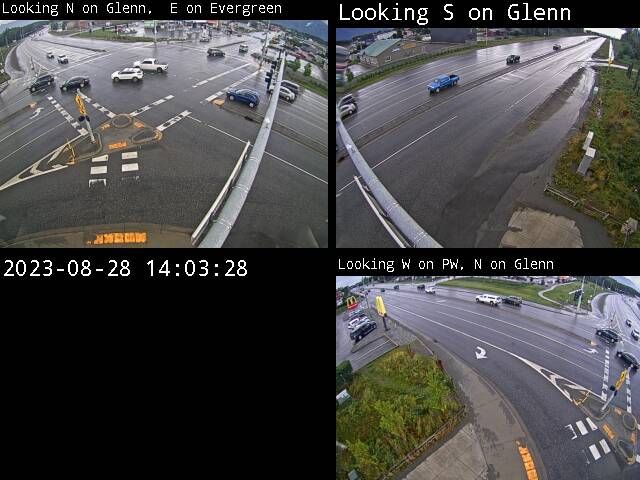 Looking N on Glenn,  E on Evergreen
Looking S on Glenn
2023-08-28 14:03:28
Looking W on PW, N on Glenn